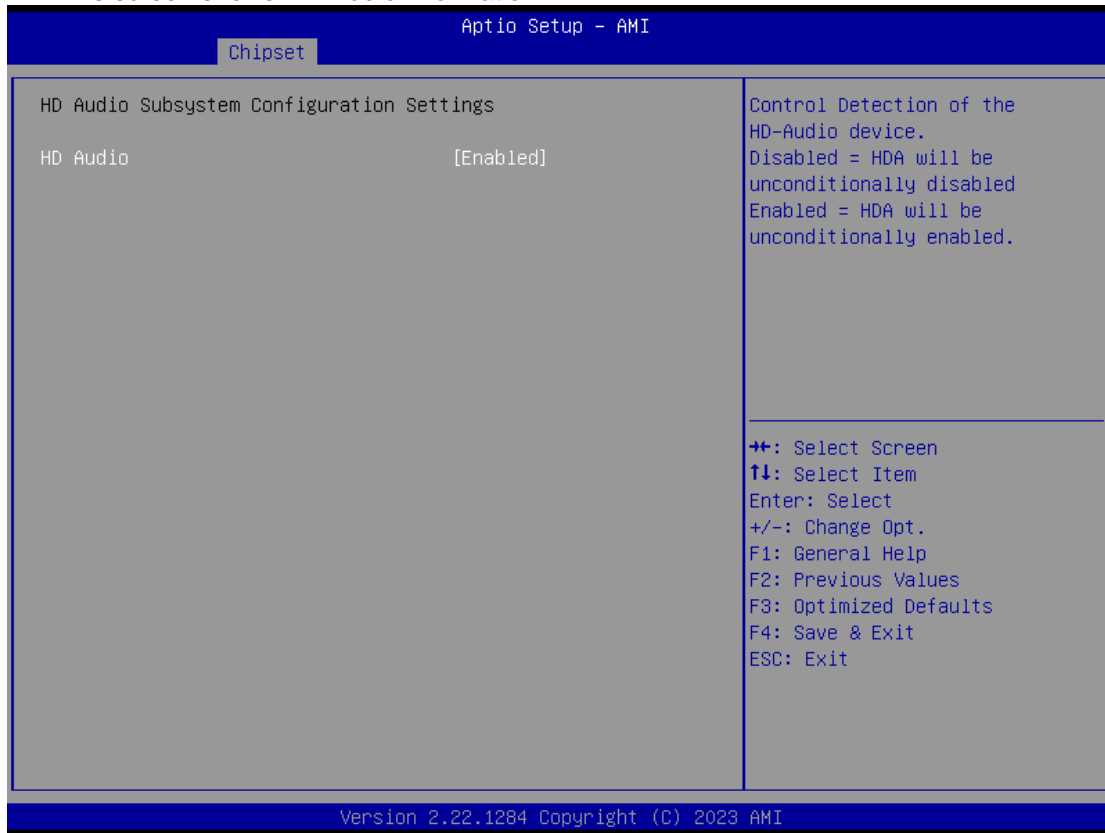 Aptio Setup – AMI
Chipset
HD Audio Subsystem Configuration Settings
HD Audio [Enabled]
Control Detection of the
HD-Audio device.
Disabled = HDA will be
unconditionally disabled
Enabled = HDA will be
unconditionally enabled.
→←: Select Screen
↑↓: Select Item
Enter: Select
+/-: Change Opt.
F1: General Help
F2: Previous Values
F3: Optimized Defaults
F4: Save & Exit
ESC: Exit
Version 2.22.1284 Copyright (C) 2023 AMI